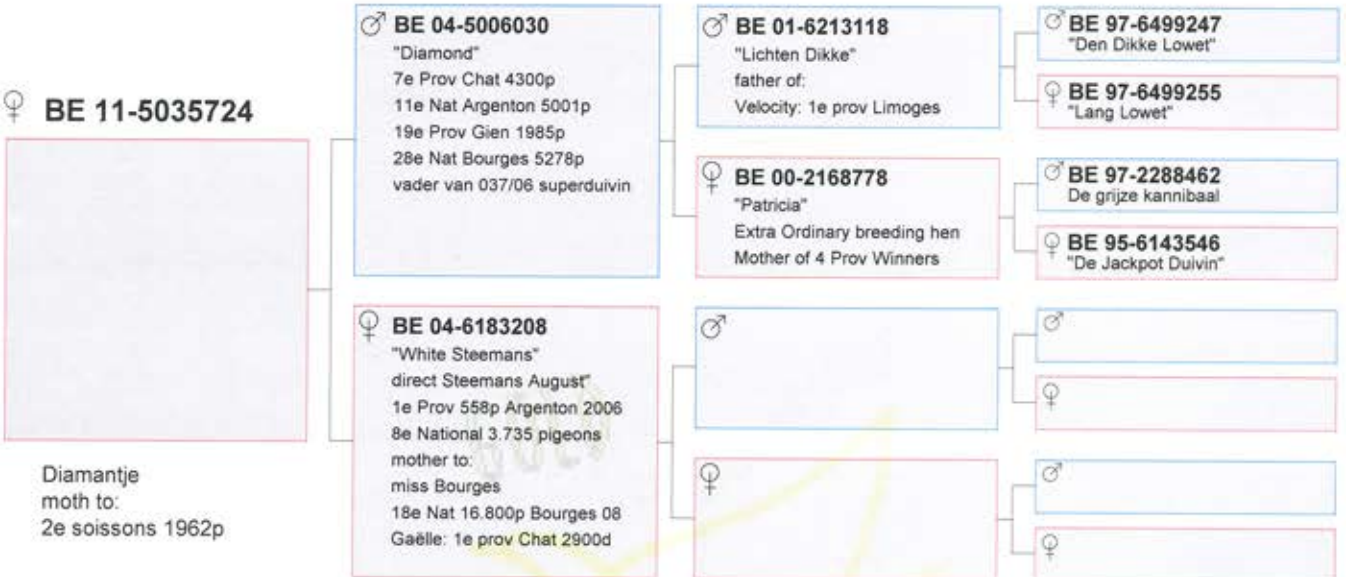 ♀ BE 11-5035724
Diamantje
moth to:
2e soissons 1962p
♂ BE 04-5006030
"Diamond"
7e Prov Chat 4300p
11e Nat Argenton 5001p
19e Prov Gien 1985p
28e Nat Bourges 5278p
vader van 037/06 superduivin
♀ BE 04-6183208
"White Steemans"
direct Steemans August"
1e Prov 558p Argenton 2006
8e National 3.735 pigeons
mother to:
miss Bourges
18e Nat 16.800p Bourges 08
Gaëlle: 1e prov Chat 2900d
♂ BE 01-6213118
"Lichten Dikke"
father of:
Velocity: 1e prov Limoges
♀ BE 00-2168778
"Patricia"
Extra Ordinary breeding hen
Mother of 4 Prov Winners
♂
♀
♂ BE 97-6499247
"Den Dikke Lowet"
♀ BE 97-6499255
"Lang Lowet"
♂ BE 97-2288462
De grijze kannibaal
♀ BE 95-6143546
"De Jackpot Duivin"
♂
♀
♂
♀